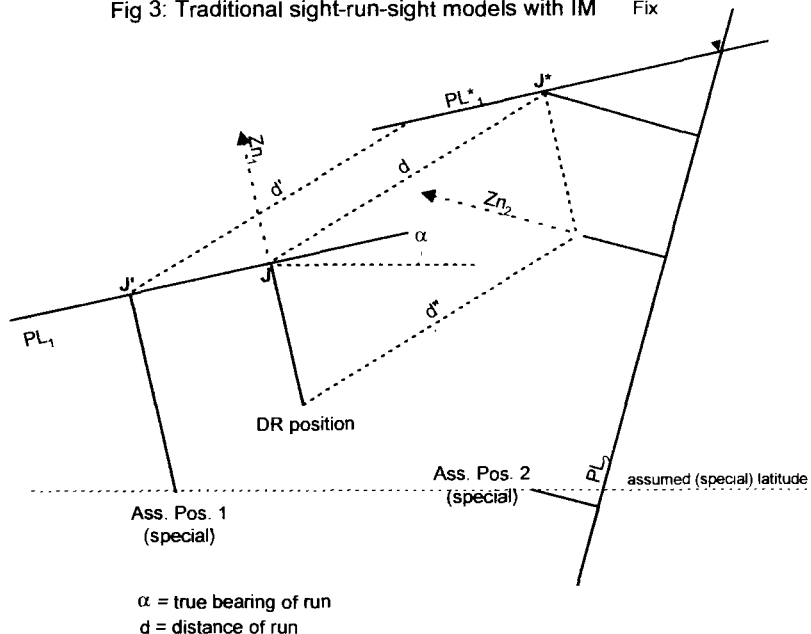 Fig 3: Traditional sight-run-sight models with IM
Fix
J*
PL*1
Zn1
d
d'
Zn2
α
J'
J
PL1
d"
DR position
PL2
Ass. Pos. 2
(special)
assumed (special) latitude
Ass. Pos. 1
(special)
α = true bearing of run
d = distance of run